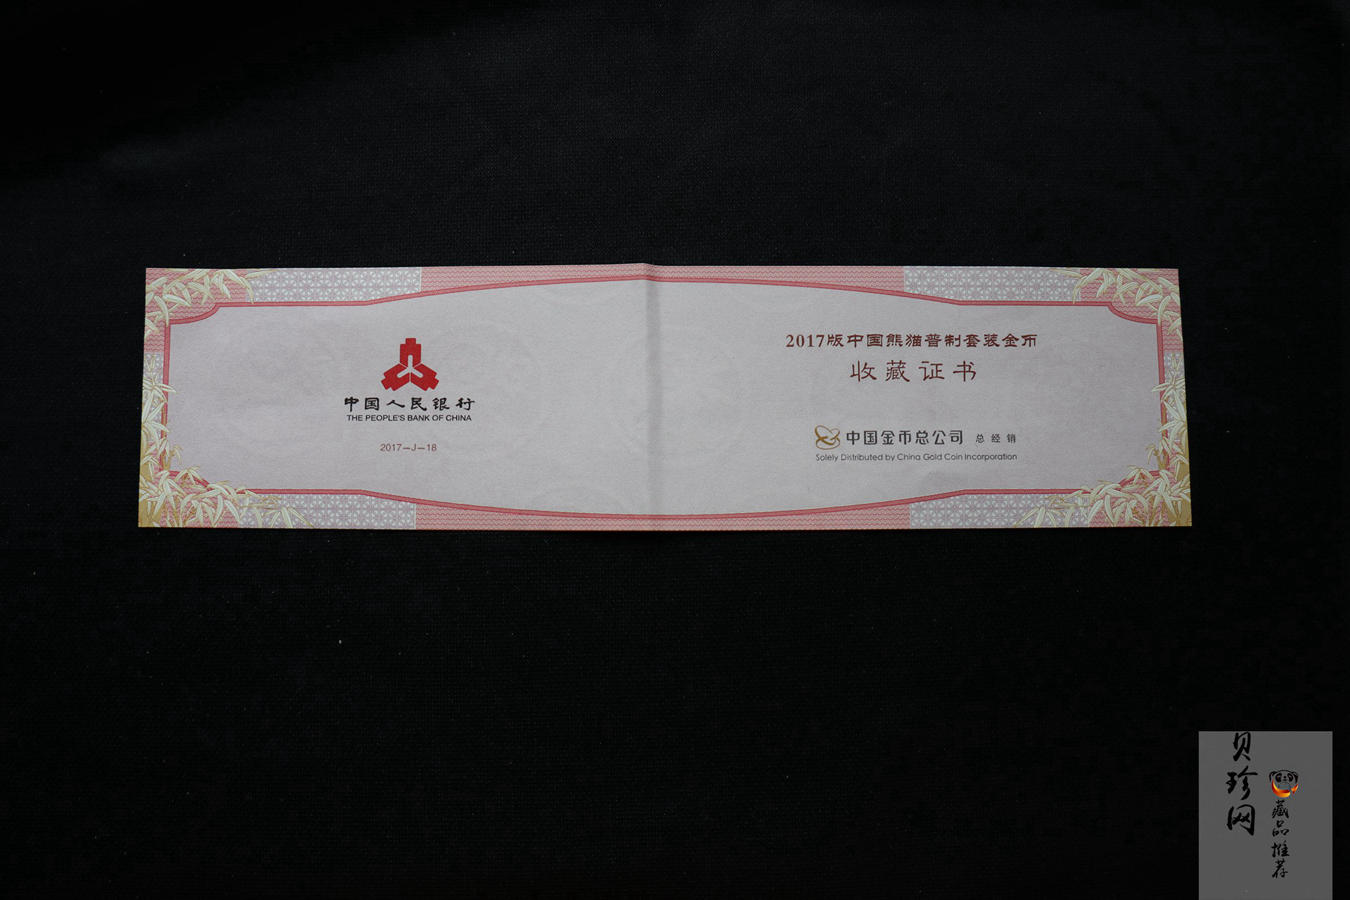 中国人民银行
THE PEOPLE'S BANK OF CHINA
2017—J—18
2017版中国熊猫普制套装金币
收藏证书
中国金币总公司 总经销
Solely Distributed by China Gold Coin Incorporation
贝珍网
藏品推荐